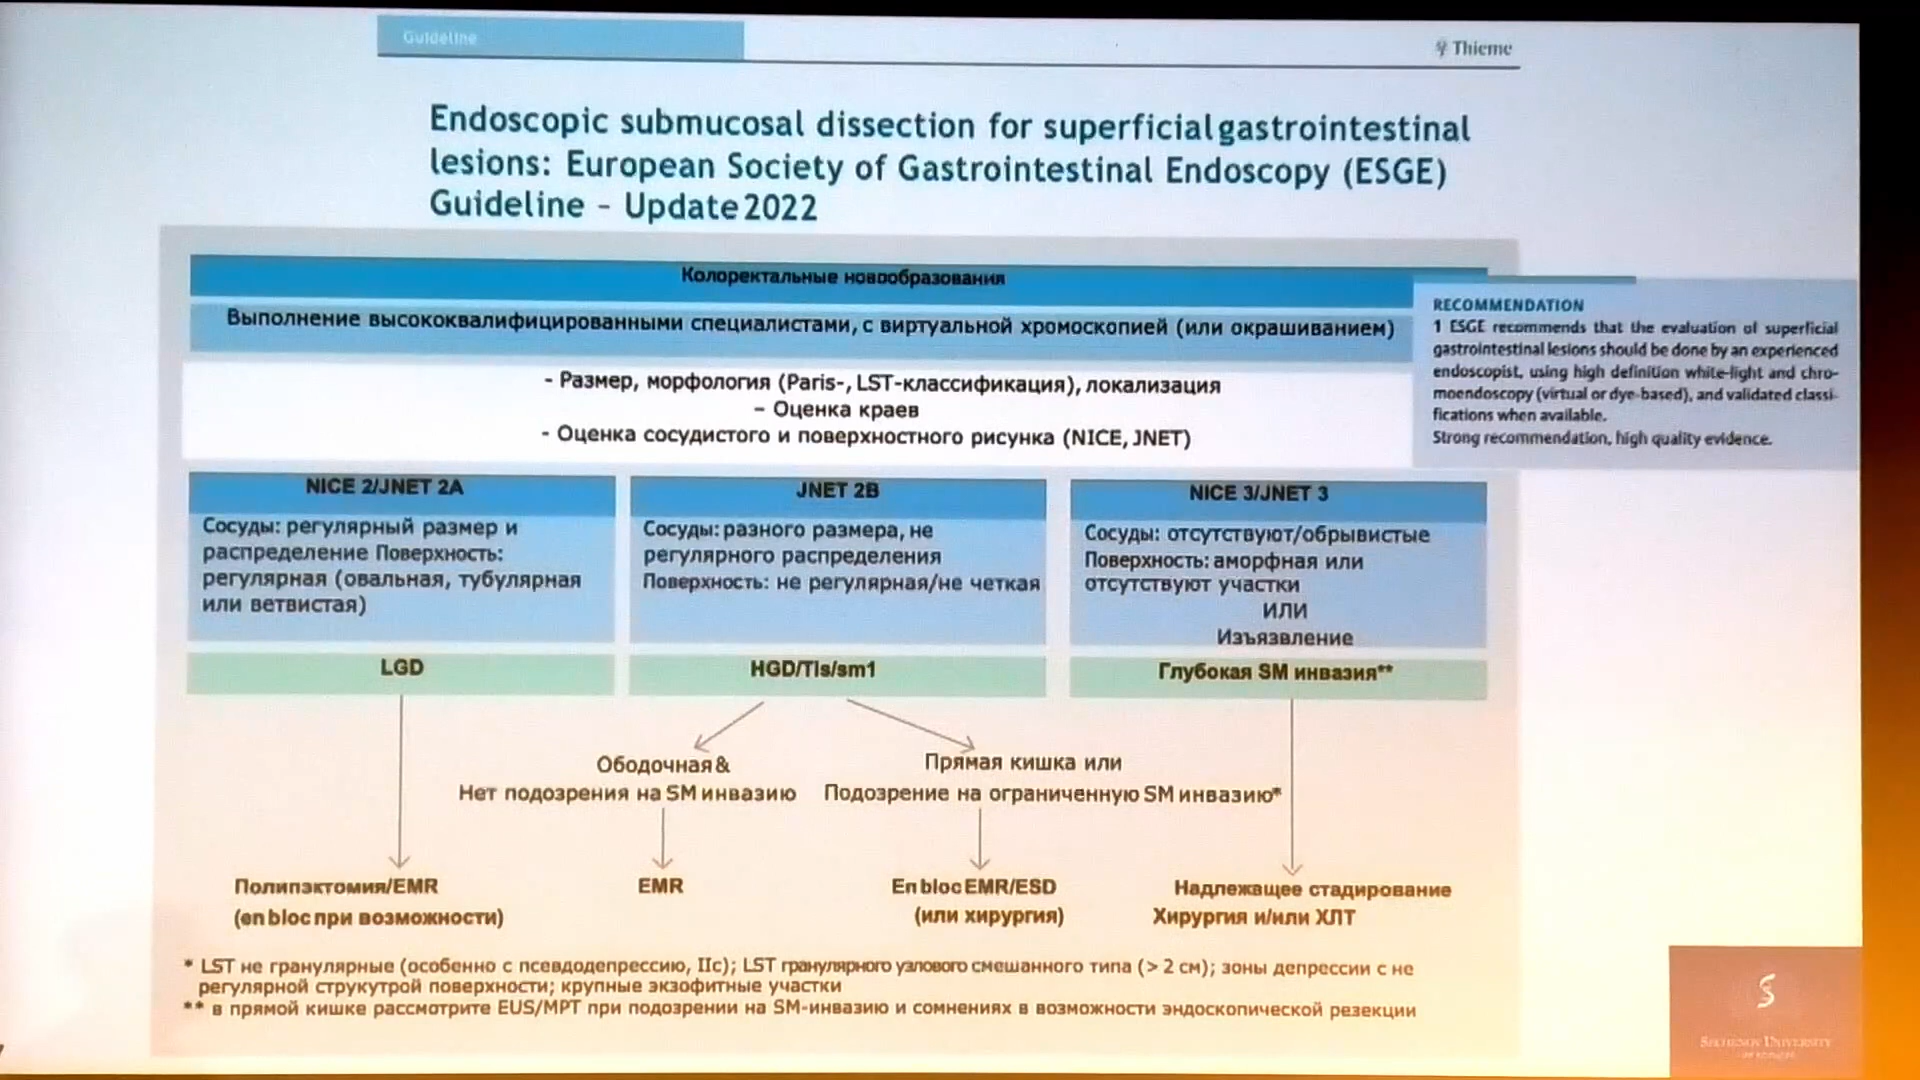 Guideline
Thieme
Endoscopic submucosal dissection for superficial gastrointestinal
lesions: European Society of Gastrointestinal Endoscopy (ESGE)
Guideline – Update 2022
Колоректальные новообразования
Выполнение высококвалифицированными специалистами, с виртуальной хромоскопией (или окрашиванием)
- Размер, морфология (Paris-, LST-классификация), локализация
– Оценка краев
- Оценка сосудистого и поверхностного рисунка (NICE, JNET)
RECOMMENDATION
1 ESGE recommends that the evaluation of superficial
gastrointestinal lesions should be done by an experienced
endoscopist, using high definition white-light and chro-
moendoscopy (virtual or dye-based), and validated classi-
fications when available.
Strong recommendation, high quality evidence.
NICE 2/JNET 2A
Сосуды: регулярный размер и
распределение Поверхность:
регулярная (овальная, тубулярная
или ветвистая)
LGD
JNET 2B
Сосуды: разного размера, не
регулярного распределения
Поверхность: не регулярная/не четкая
HGD/TIs/sm1
NICE 3/JNET 3
Сосуды: отсутствуют/обрывистые
Поверхность: аморфная или
отсутствуют участки
ИЛИ
Изъязвление
Глубокая SM инвазия**
Ободочная &
Нет подозрения на SM инвазию
Прямая кишка или
Подозрение на ограниченную SM инвазию*
Полипэктомия/EMR
(en bloc при возможности)
EMR
En bloc EMR/ESD
(или хирургия)
Надлежащее стадирование
Хирургия и/или ХЛТ
* LST не гранулярные (особенно с псевдодепрессию, IIc); LST гранулярного узлового смешанного типа (> 2 см); зоны депрессии с не
регулярной струкутрой поверхности; крупные экзофитные участки
** в прямой кишке рассмотрите EUS/МРТ при подозрении на SM-инвазию и сомнениях в возможности эндоскопической резекции
SECHENOV UNIVERSITY